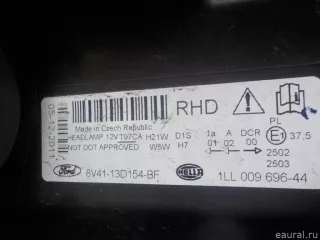 05-12-2011
Made in Czech Republic
RHD
HEADLAMP 12V T97CA H21W D1S 1a A DCR PL
NOT DOT APPROVED W5W H7 01 02 00 E1 37,5
2502
2503
Ford 8V41-13D154-BF HELLA 1LL 009 696-44
© eaural.ru